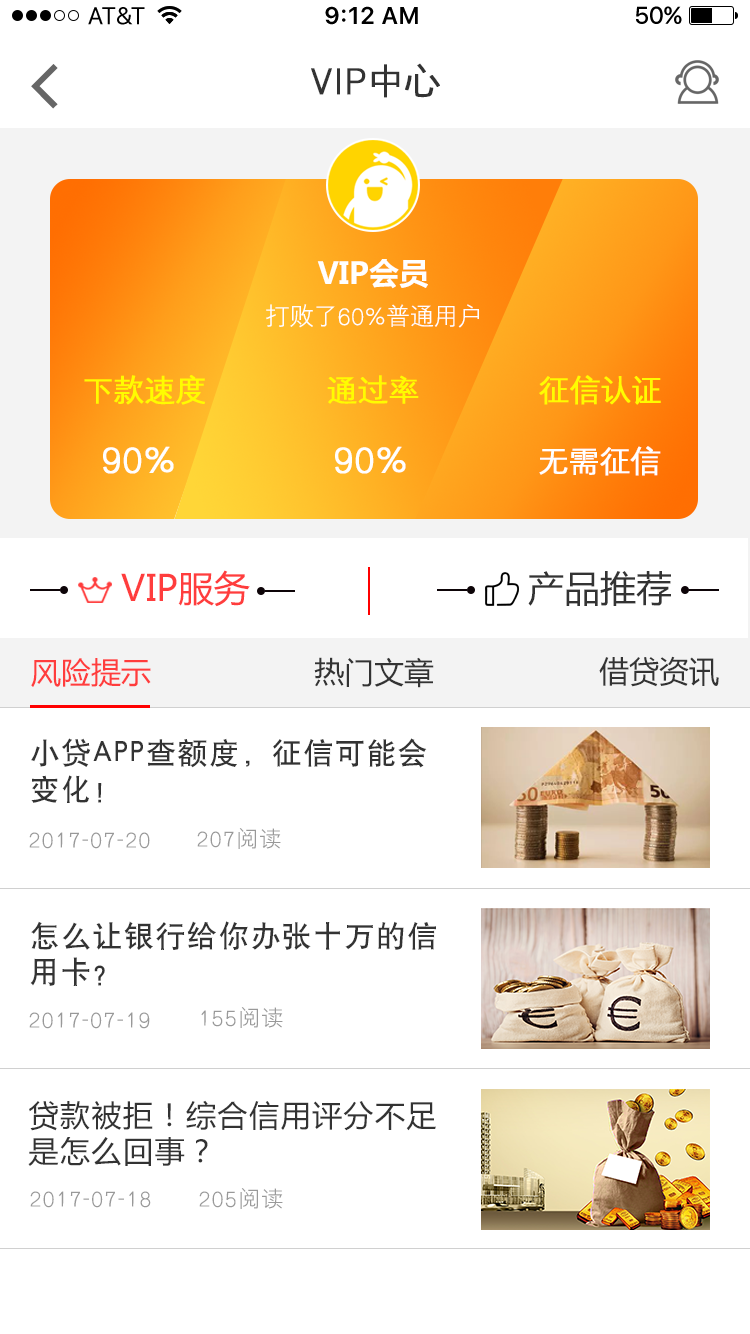 AT&T 9:12 AM 50%
VIP中心
VIP会员
打败了60%普通用户
下款速度 通过率 征信认证
90% 90% 无需征信
VIP服务 产品推荐
风险提示 热门文章 借贷资讯
小贷APP查额度，征信可能会
变化！
2017-07-20 207阅读
怎么让银行给你办张十万的信
用卡？
2017-07-19 155阅读
贷款被拒！综合信用评分不足
是怎么回事？
2017-07-18 205阅读